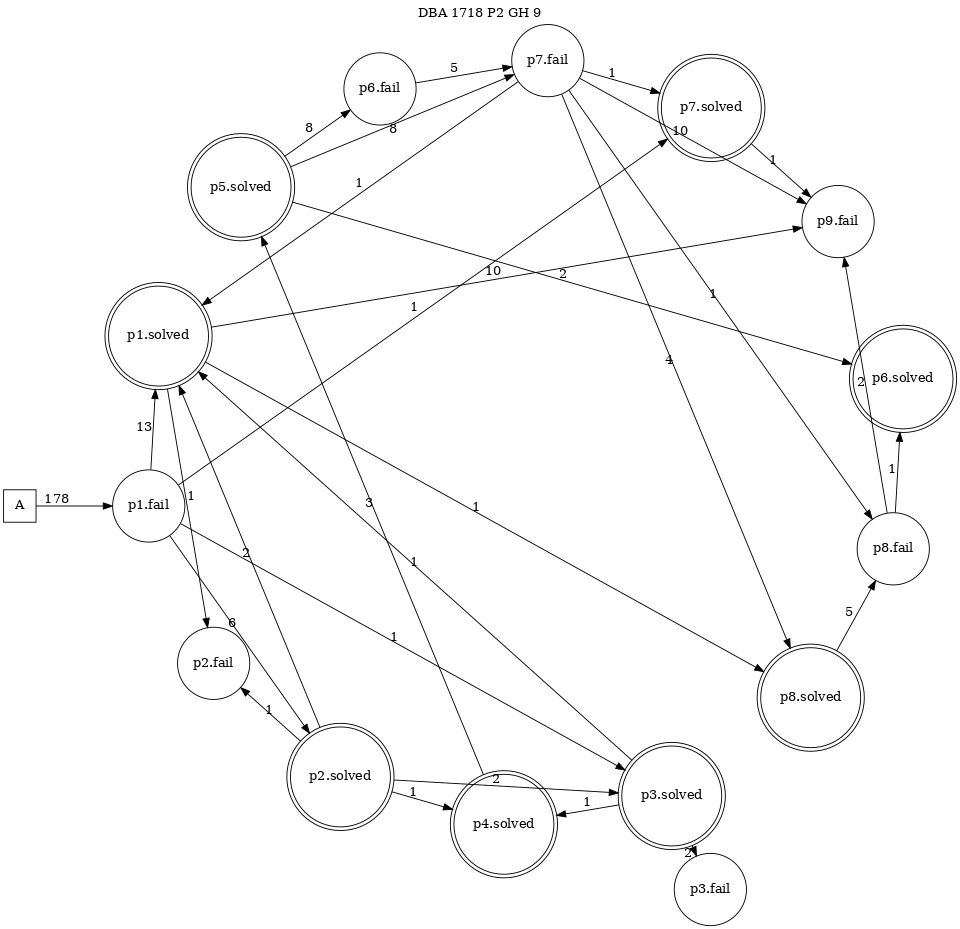 DBA 1718 P2 GH 9
p7.fail
5
1
p6.fail
p7.solved
8
8
10
1
p5.solved
1
p9.fail
10
2
1
1
p1.solved
4
p6.solved
2
13
1
1
A
178
p1.fail
3
1
p8.fail
2
1
5
6
1
p2.fail
p8.solved
1
p2.solved
2
1
1
p3.solved
p4.solved
2
p3.fail